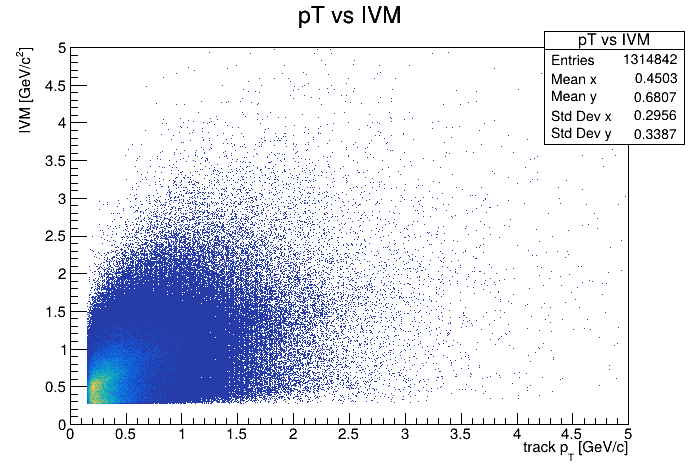 pT vs IVM
pT vs IVM
Entries 1314842
Mean x 0.4503
Mean y 0.6807
Std Dev x 0.2956
Std Dev y 0.3387
IVM [GeV/c²]
5
4.5
4
3.5
3
2.5
2
1.5
1
0.5
0
0 0.5 1 1.5 2 2.5 3 3.5 4 4.5 5
track p_T [GeV/c]